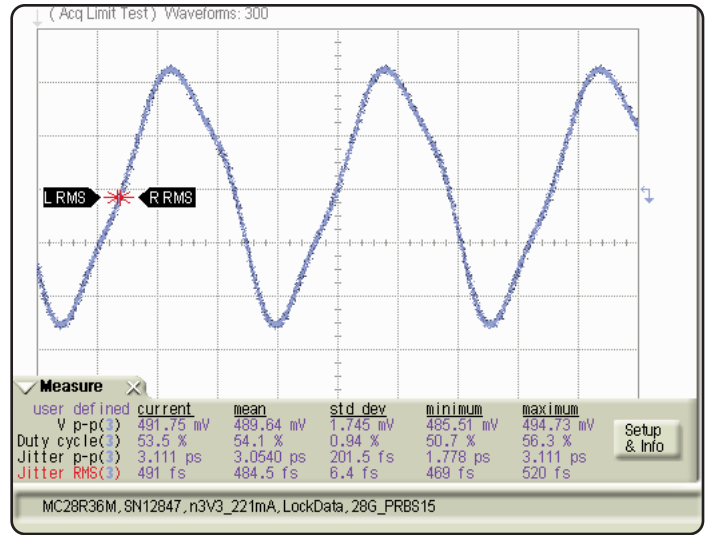 ( Acq Limit Test ) Waveforms: 300
L RMS R RMS
Measure
user defined current mean std dev minimum maximum
V p-p(3) 491.75 mV 489.64 mV 1.745 mV 485.51 mV 494.73 mV
Duty cycle(3) 53.5 % 54.1 % 0.94 % 50.7 % 56.3 %
Jitter p-p(3) 3.111 ps 3.0540 ps 201.5 fs 1.778 ps 3.111 ps
Jitter RMS(3) 491 fs 484.5 fs 6.4 fs 469 fs 520 fs
Setup
& Info
MC28R36M, SN12847, n3V3_221mA, LockData, 28G_PRBS15